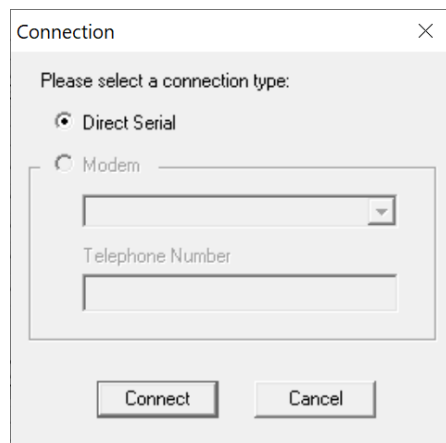 Connection
Please select a connection type:
Direct Serial
Modem
Telephone Number
Connect
Cancel